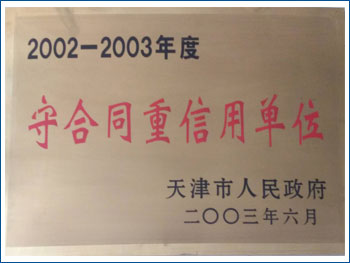 2002-2003年度
守合同重信用单位
天津市人民政府
二〇〇三年六月